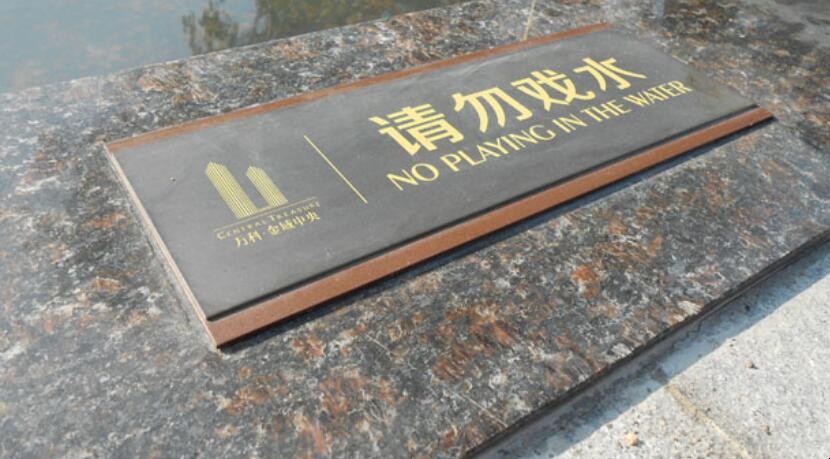 请勿戏水
NO PLAYING IN THE WATER
CENTRAL TREASURE
万科·金域中央